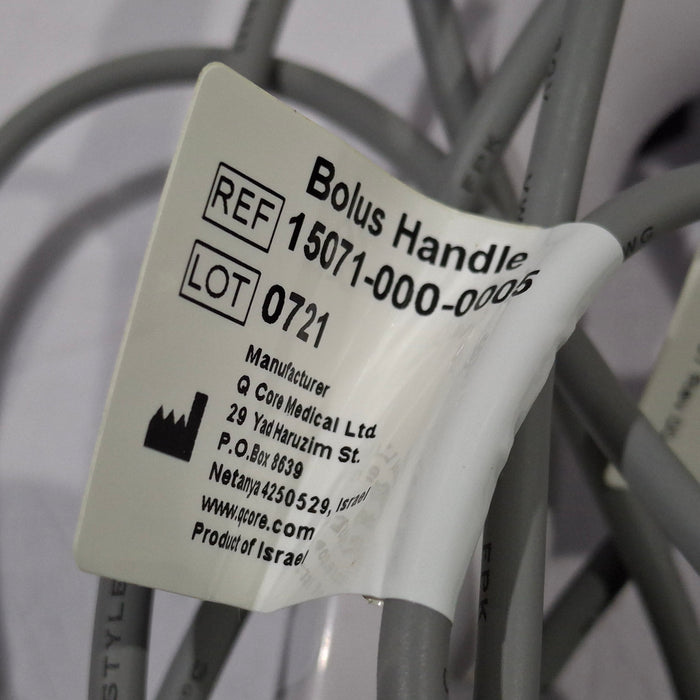 Bolus Handle
REF 15071-000-0005
LOT 0721
Manufacturer
Q Core Medical Ltd.
29 Yad Haruzim St.
P.O.Box 8639
Netanya 4250529, Israel
www.qcore.com
Product of Israel
STYLE